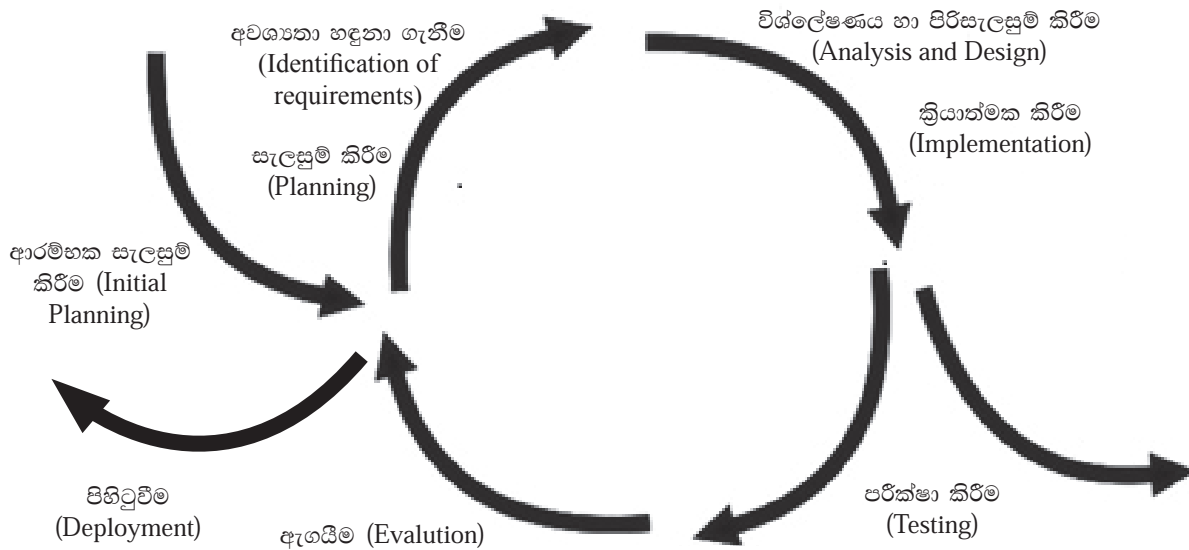 අවශ්‍යතා හඳුනා ගැනීම
(Identification of
requirements)
සැලසුම් කිරීම
(Planning)
විශ්ලේෂණය හා පිරිසැලසුම් කිරීම
(Analysis and Design)
ක්‍රියාත්මක කිරීම
(Implementation)
ආරම්භක සැලසුම්
කිරීම (Initial
Planning)
පිහිටුවීම
(Deployment)
ඇගයීම (Evalution)
පරීක්ෂා කිරීම
(Testing)